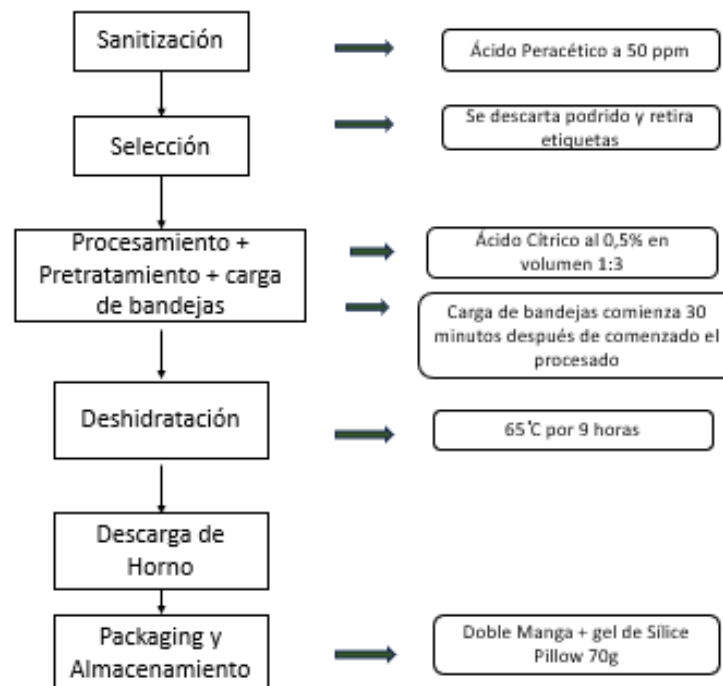 Sanitización
Ácido Peracético a 50 ppm
Selección
Se descarta podrido y retira
etiquetas
Procesamiento +
Pretratamiento + carga
de bandejas
Ácido Cítrico al 0,5% en
volumen 1:3
Carga de bandejas comienza 30
minutos después de comenzado el
procesado
Deshidratación
65°C por 9 horas
Descarga de
Horno
Packaging y
Almacenamiento
Doble Manga + gel de Sílice
Pillow 70g